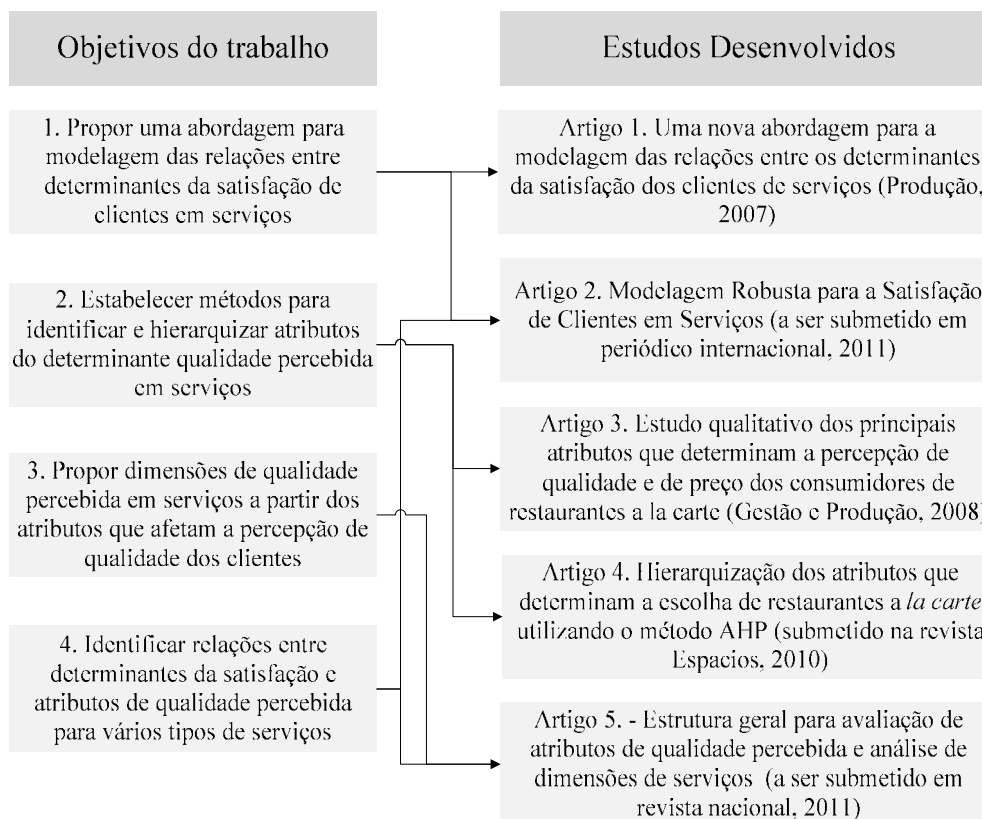 Objetivos do trabalho
1. Propor uma abordagem para
modelagem das relações entre
determinantes da satisfação de
clientes em serviços
2. Estabelecer métodos para
identificar e hierarquizar atributos
do determinante qualidade percebida
em serviços
3. Propor dimensões de qualidade
percebida em serviços a partir dos
atributos que afetam a percepção de
qualidade dos clientes
4. Identificar relações entre
determinantes da satisfação e
atributos de qualidade percebida
para vários tipos de serviços
Estudos Desenvolvidos
Artigo 1. Uma nova abordagem para a
modelagem das relações entre os determinantes
da satisfação dos clientes de serviços (Produção,
2007)
Artigo 2. Modelagem Robusta para a Satisfação
de Clientes em Serviços (a ser submetido em
periódico internacional, 2011)
Artigo 3. Estudo qualitativo dos principais
atributos que determinam a percepção de
qualidade e de preço dos consumidores de
restaurantes a la carte (Gestão e Produção, 2008)
Artigo 4. Hierarquização dos atributos que
determinam a escolha de restaurantes a la carte
utilizando o método AHP (submetido na revista
Espacios, 2010)
Artigo 5. - Estrutura geral para avaliação de
atributos de qualidade percebida e análise de
dimensões de serviços (a ser submetido em
revista nacional, 2011)